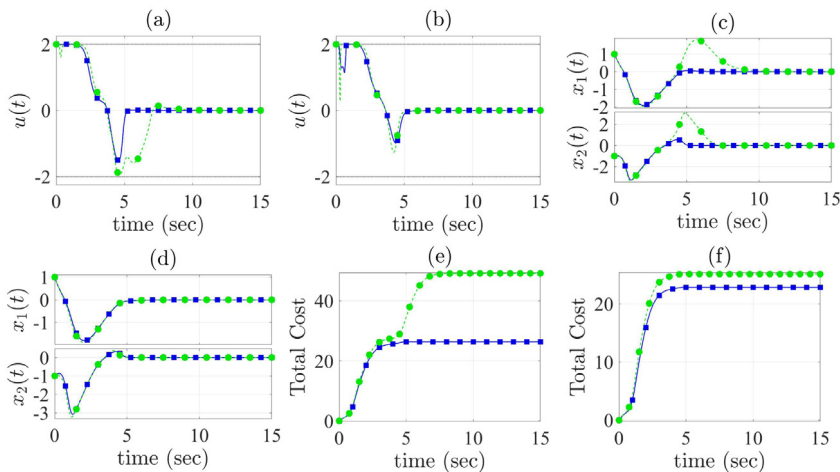 (a)
2
0
-2
u(t)
0 5 10 15
time (sec)
(b)
2
0
-2
u(t)
0 5 10 15
time (sec)
(c)
1
0
-1
-2
x₁(t)
2
0
-2
x₂(t)
0 5 10 15
time (sec)
(d)
1
0
-1
x₁(t)
0
-1
-2
-3
x₂(t)
0 5 10 15
time (sec)
(e)
40
20
0
Total Cost
0 5 10 15
time (sec)
(f)
20
10
0
Total Cost
0 5 10 15
time (sec)